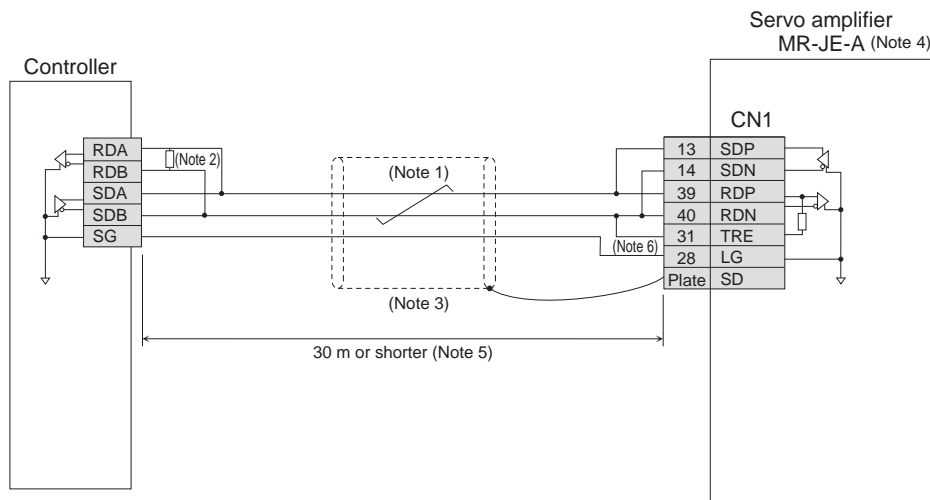 Servo amplifier
MR-JE-A (Note 4)
Controller
CN1
RDA
RDB
SDA
SDB
SG
(Note 2)
(Note 1)
(Note 3)
(Note 6)
13 SDP
14 SDN
39 RDP
40 RDN
31 TRE
28 LG
Plate SD
30 m or shorter (Note 5)